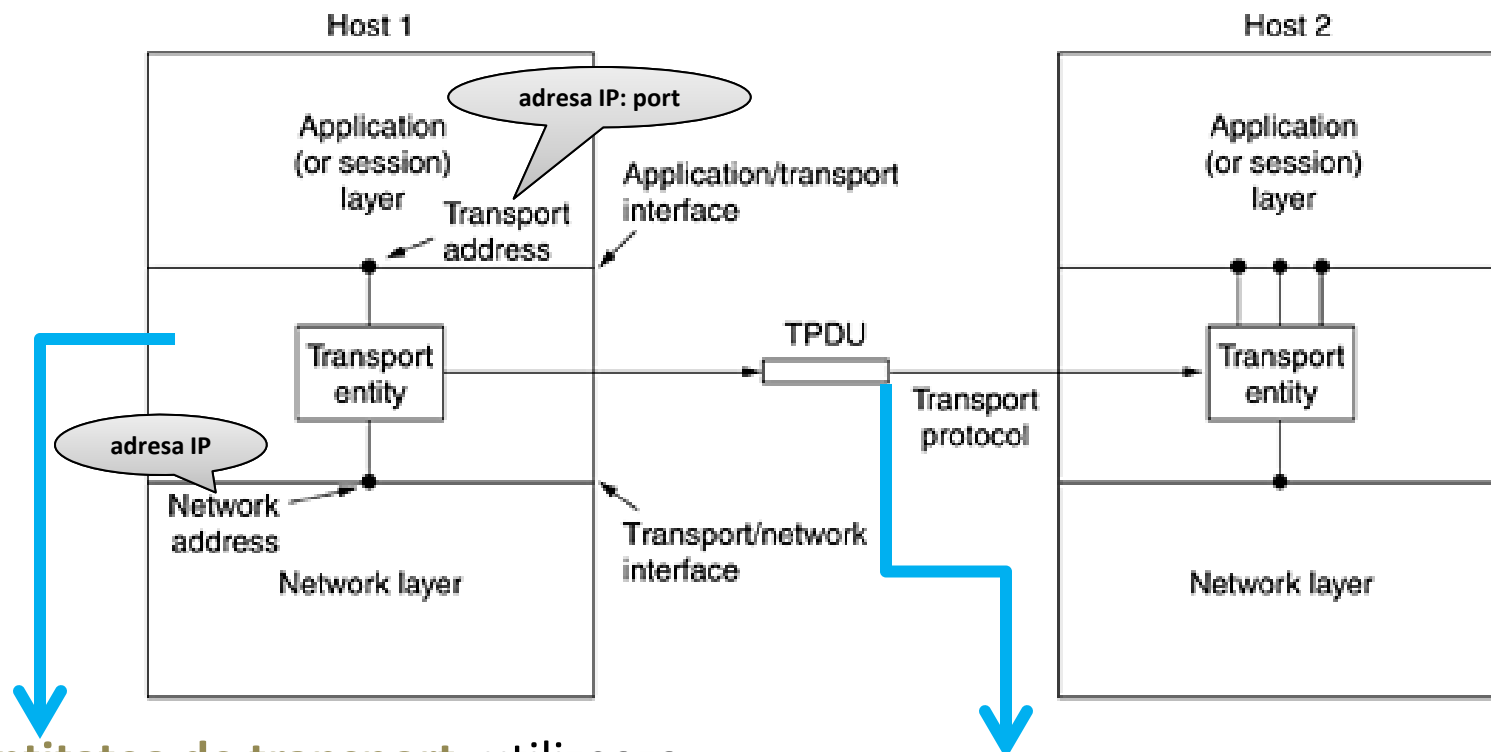 Host 1
Host 2
adresa IP: port
Application
(or session)
layer
Transport
address
Application/transport
interface
Application
(or session)
layer
Transport
entity
TPDU
Transport
protocol
Transport
entity
adresa IP
Network
address
Transport/network
interface
Network layer
Network layer
de transport